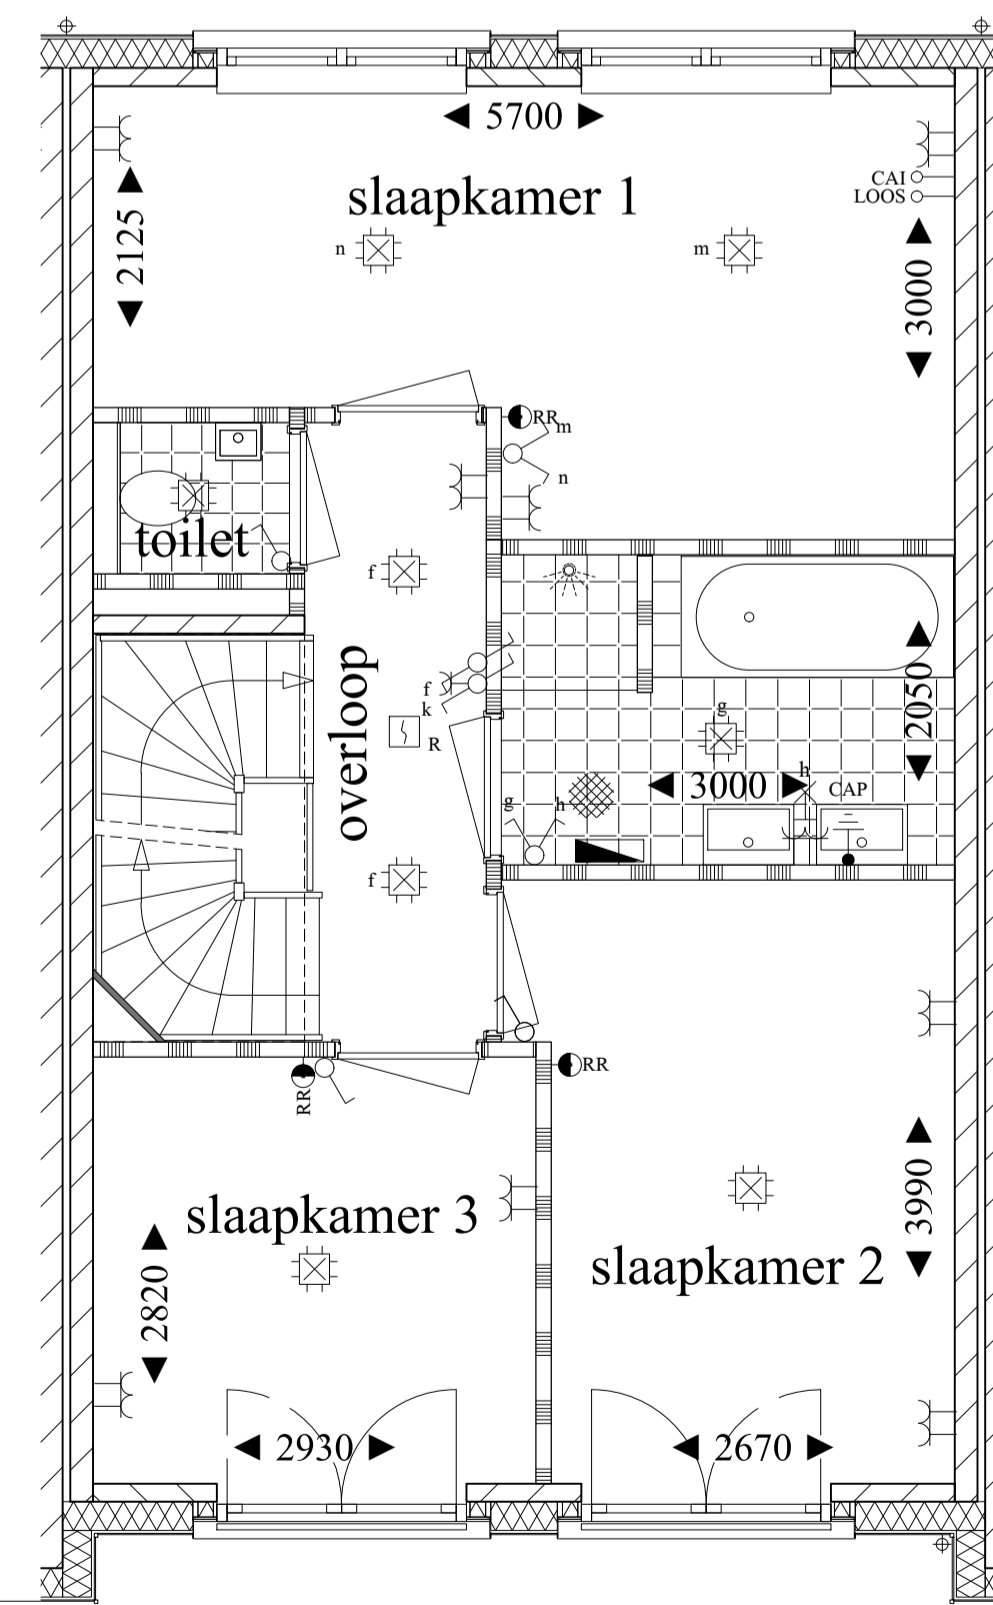 5700
slaapkamer 1
CAI
LOOS
2125
n
m
3000
RR
m
n
toilet
f
overloop
f
k
R
g
2050
3000
h
CAP
g
h
f
RR
RR
slaapkamer 3
3990
slaapkamer 2
2820
2930
2670